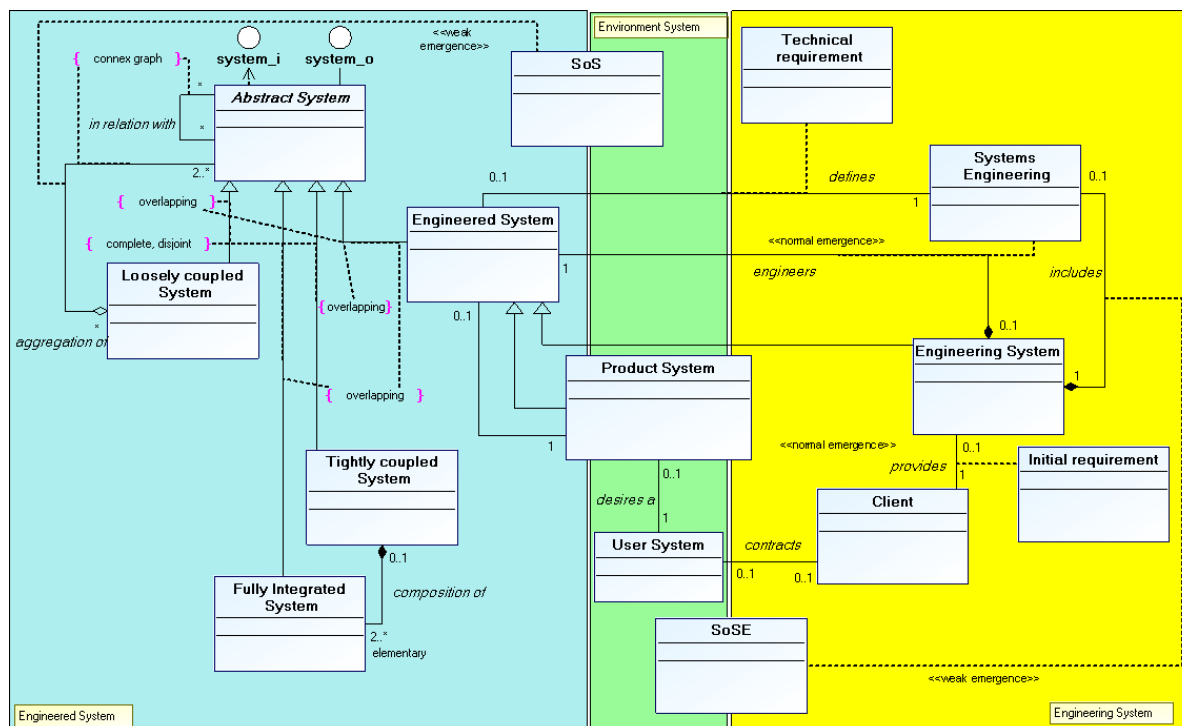 <<weak
emergence>>
Environment System
system_i
system_o
{ connex graph }
SoS
Technical
requirement
*
Abstract System
in relation with
*
2..*
0..1
defines
1
Systems
Engineering
0..1
{ overlapping }
Engineered System
{ complete, disjoint }
<<normal emergence>>
1
engineers
includes
Loosely coupled
System
{overlapping}
0..1
0..1
*
aggregation of
Engineering System
Product System
1
{ overlapping }
1
<<normal emergence>>
0..1
Tightly coupled
System
provides
Initial requirement
0..1
1
desires a
Client
1
User System
contracts
0..1
0..1
0..1
Fully Integrated
System
composition of
2..*
elementary
SoSE
<<weak emergence>>
Engineered System
Engineering System